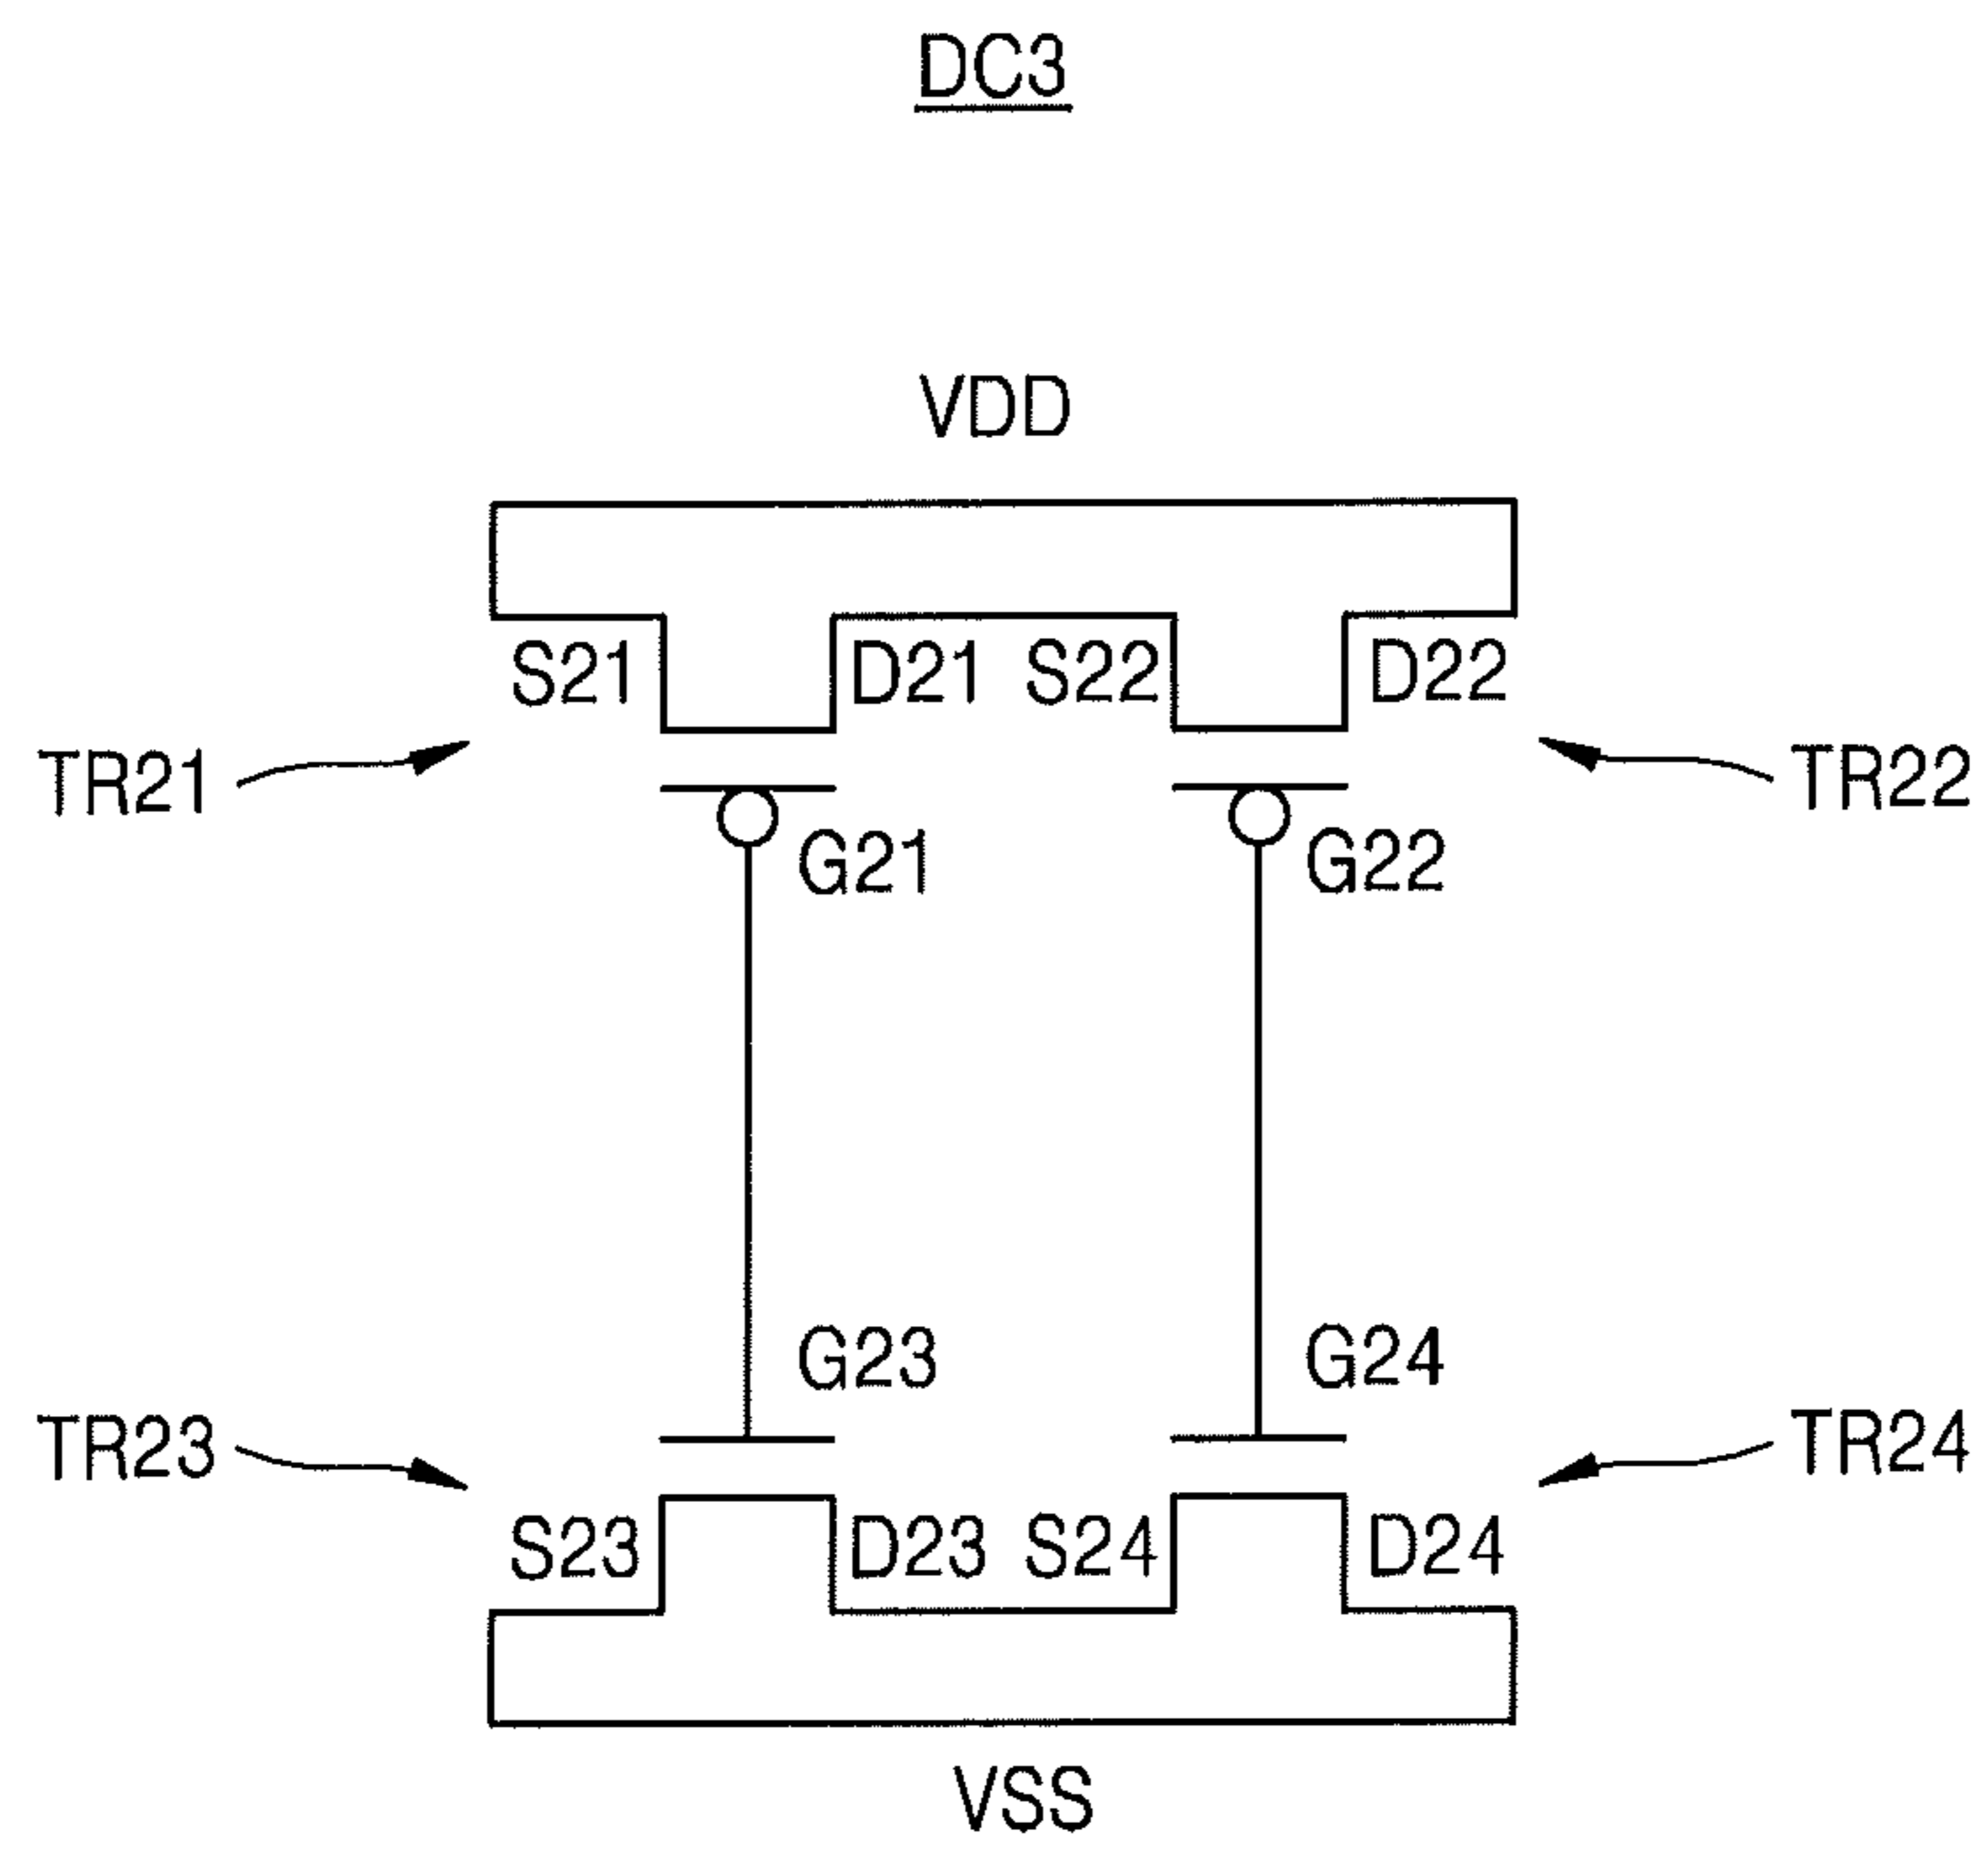 DC3
VDD
S21 D21 S22 D22
TR21 TR22
G21 G22
G23 G24
TR23 TR24
S23 D23 S24 D24
VSS